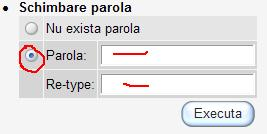 Schimbare parola
Nu exista parola
Parola:
Re-type:
Executa